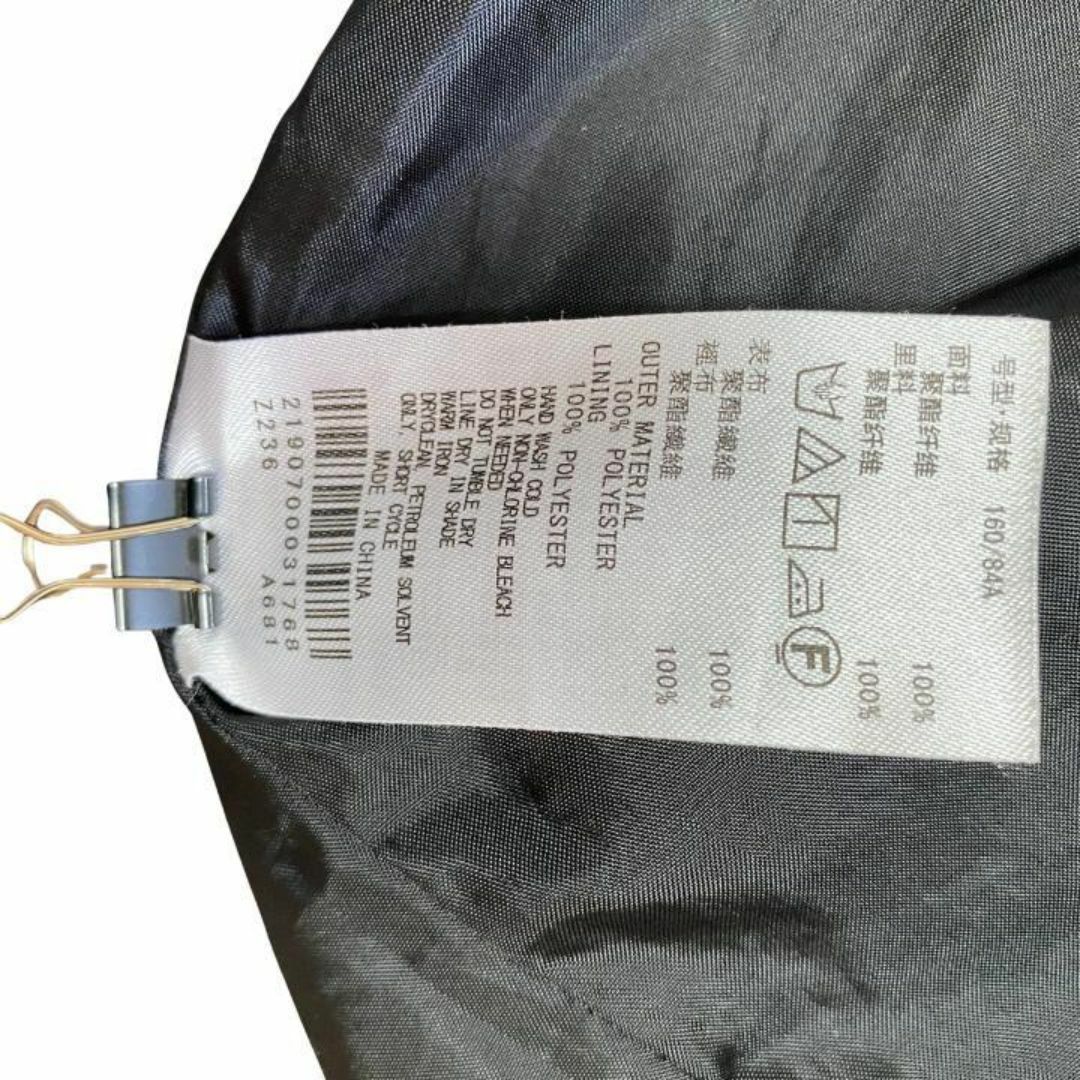 号型·规格 160/84A
面料
聚酯纤维 100%
里料
聚酯纤维 100%
F
表布
聚酯纖維 100%
裡布
聚酯纖維 100%
OUTER MATERIAL
100% POLYESTER
LINING
100% POLYESTER
HAND WASH COLD
ONLY NON-CHLORINE BLEACH
WHEN NEEDED
DO NOT TUMBLE DRY
LINE DRY IN SHADE
WARM IRON
DRYCLEAN, PETROLEUM SOLVENT
ONLY, SHORT CYCLE
MADE IN CHINA
2190700031768
Z236 A681